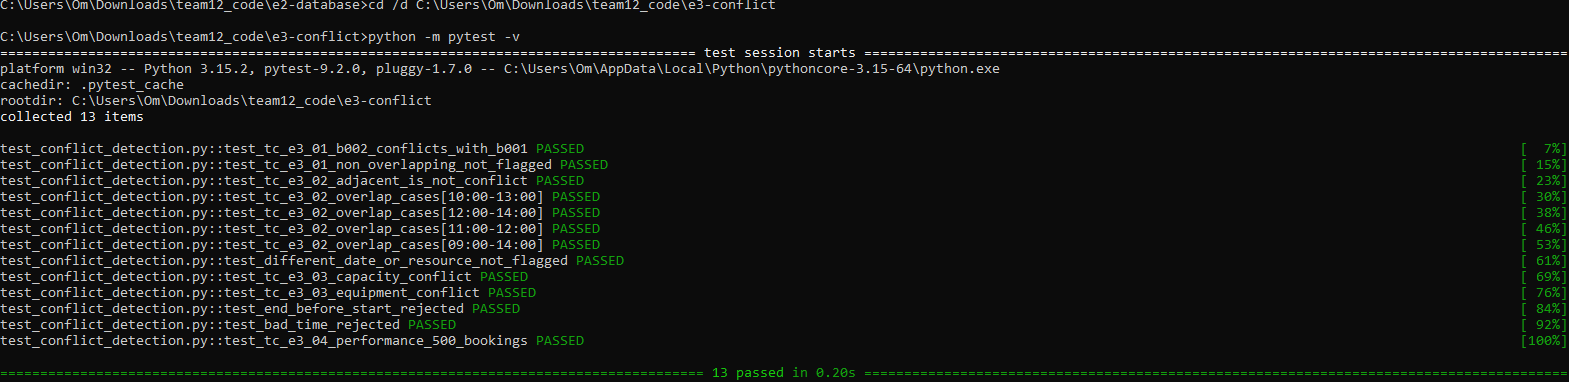 C:\Users\Om\Downloads\team12_code\e2-database>cd /d C:\Users\Om\Downloads\team12_code\e3-conflict
C:\Users\Om\Downloads\team12_code\e3-conflict>python -m pytest -v
======================================================================================= test session starts ========================================================================================
platform win32 -- Python 3.15.2, pytest-9.2.0, pluggy-1.7.0 -- C:\Users\Om\AppData\Local\Python\pythoncore-3.15-64\python.exe
cachedir: .pytest_cache
rootdir: C:\Users\Om\Downloads\team12_code\e3-conflict
collected 13 items
test_conflict_detection.py::test_tc_e3_01_b002_conflicts_with_b001 PASSED [  7%]
test_conflict_detection.py::test_tc_e3_01_non_overlapping_not_flagged PASSED [ 15%]
test_conflict_detection.py::test_tc_e3_02_adjacent_is_not_conflict PASSED [ 23%]
test_conflict_detection.py::test_tc_e3_02_overlap_cases[10:00-13:00] PASSED [ 30%]
test_conflict_detection.py::test_tc_e3_02_overlap_cases[12:00-14:00] PASSED [ 38%]
test_conflict_detection.py::test_tc_e3_02_overlap_cases[11:00-12:00] PASSED [ 46%]
test_conflict_detection.py::test_tc_e3_02_overlap_cases[09:00-14:00] PASSED [ 53%]
test_conflict_detection.py::test_different_date_or_resource_not_flagged PASSED [ 61%]
test_conflict_detection.py::test_tc_e3_03_capacity_conflict PASSED [ 69%]
test_conflict_detection.py::test_tc_e3_03_equipment_conflict PASSED [ 76%]
test_conflict_detection.py::test_end_before_start_rejected PASSED [ 84%]
test_conflict_detection.py::test_bad_time_rejected PASSED [ 92%]
test_conflict_detection.py::test_tc_e3_04_performance_500_bookings PASSED [100%]
======================================================================================== 13 passed in 0.20s ========================================================================================